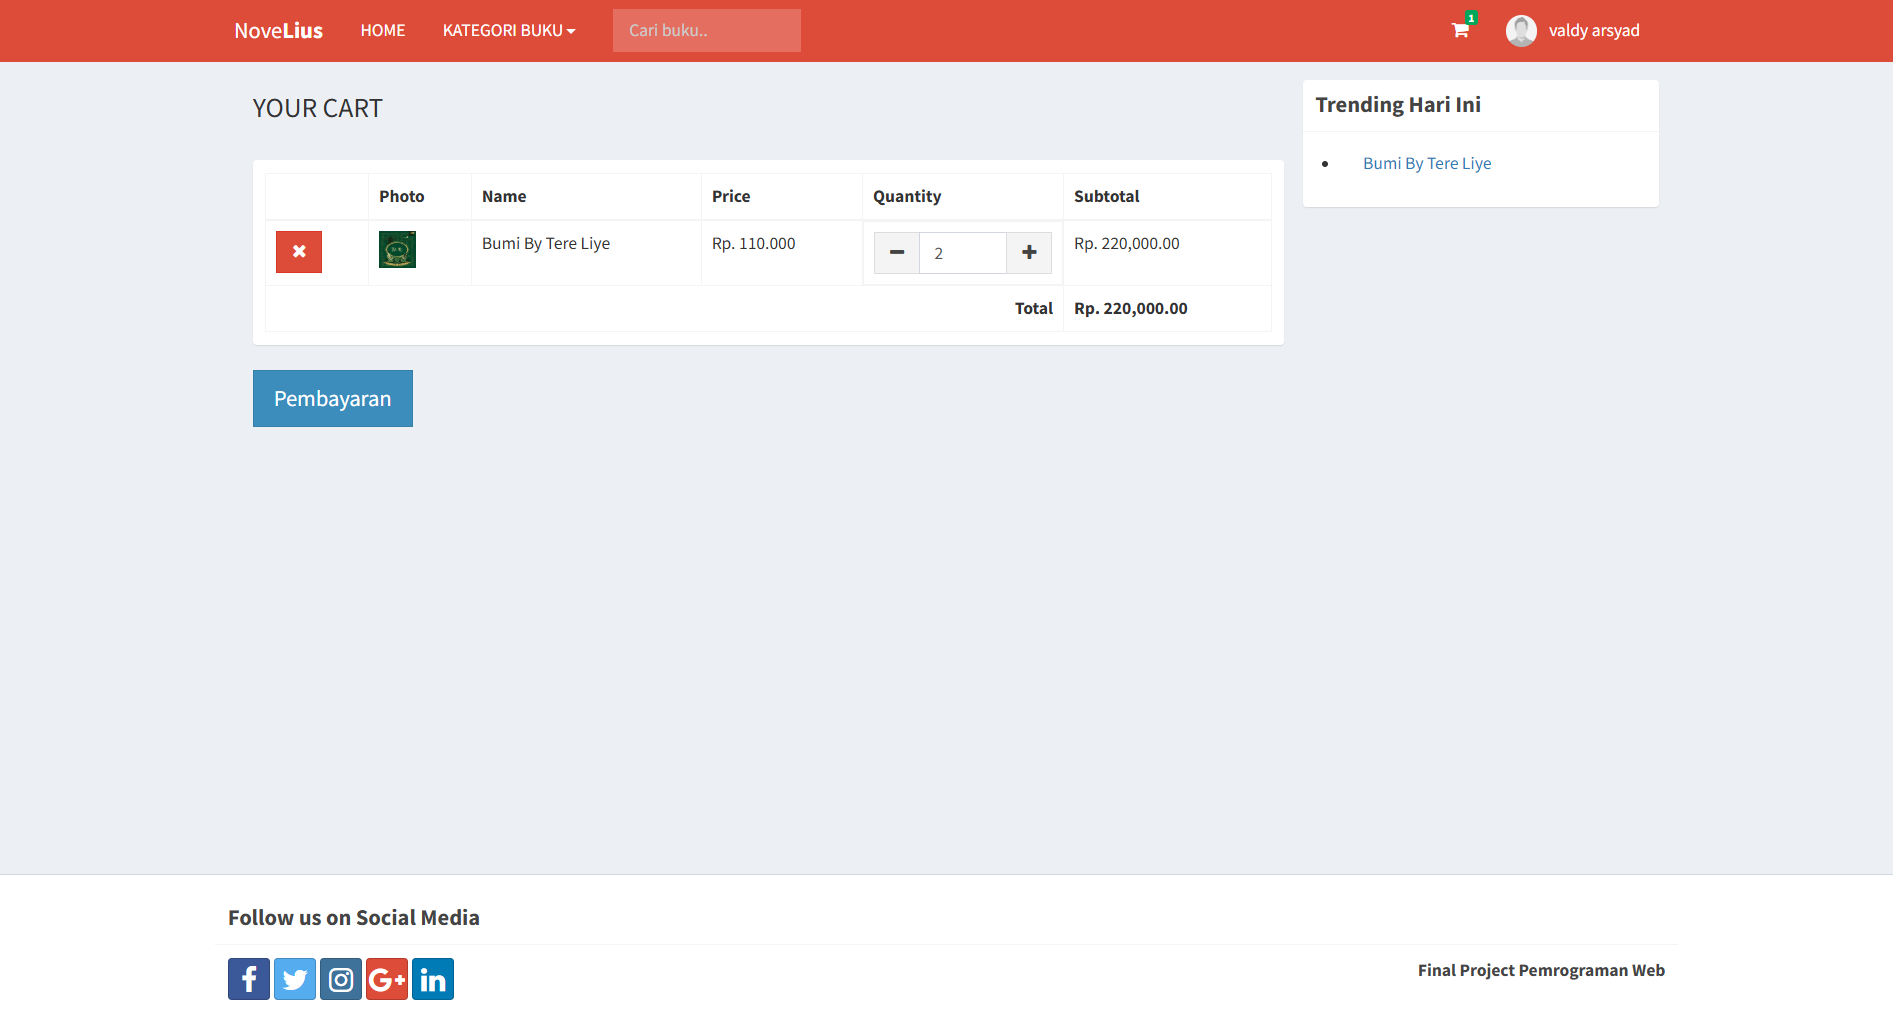 NoveLius HOME KATEGORI BUKU Cari buku.. 1 valdy arsyad
YOUR CART
Photo Name Price Quantity Subtotal
Bumi By Tere Liye Rp. 110.000 2 Rp. 220,000.00
Total Rp. 220,000.00
Pembayaran
Trending Hari Ini
Bumi By Tere Liye
Follow us on Social Media
Final Project Pemrograman Web